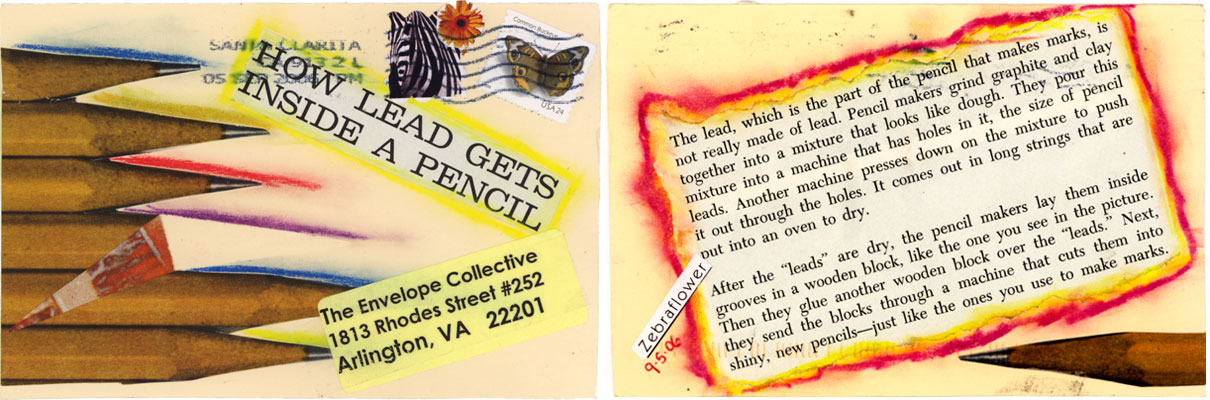 SANTA CLARITA
913 2 L
05 SEP 2006 PM
Common Buckeye
USA 24
HOW LEAD GETS
INSIDE A PENCIL
The Envelope Collective
1813 Rhodes Street #252
Arlington, VA 22201
The lead, which is the part of the pencil that makes marks, is
not really made of lead. Pencil makers grind graphite and clay
together into a mixture that looks like dough. They pour this
mixture into a machine that has holes in it, the size of pencil
leads. Another machine presses down on the mixture to push
it out through the holes. It comes out in long strings that are
put into an oven to dry.
After the “leads” are dry, the pencil makers lay them inside
grooves in a wooden block, like the one you see in the picture.
Then they glue another wooden block over the “leads.” Next,
they send the blocks through a machine that cuts them into
shiny, new pencils—just like the ones you use to make marks.
Zebraflower
9·5·06